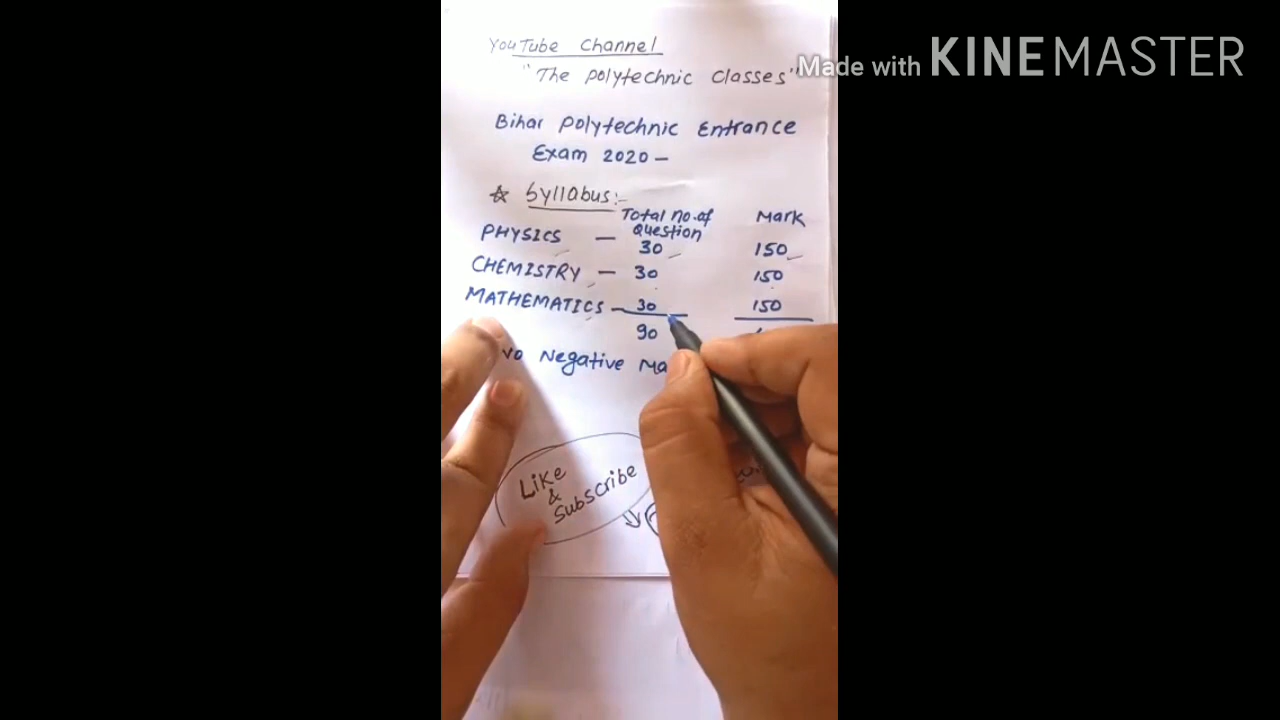 YouTube Channel
"The Polytechnic Classes"
Made with KINEMASTER
Bihar Polytechnic Entrance
Exam 2020 -
☆ Syllabus:-
Total no. of Question Mark
PHYSICS - 30 150
CHEMISTRY - 30 150
MATHEMATICS - 30 150
90
Negative
Like
&
Subscribe